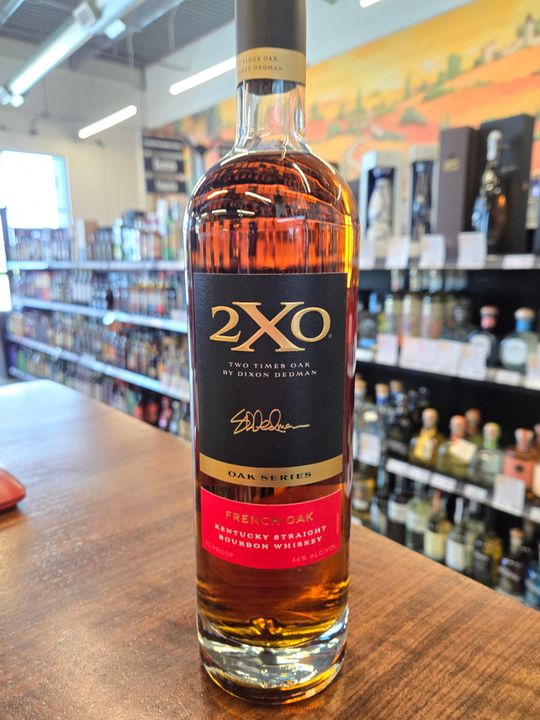 TWO TIMES OAK
DIXON DEDMAN
2XO
TWO TIMES OAK
BY DIXON DEDMAN
OAK SERIES
FRENCH OAK
KENTUCKY STRAIGHT
BOURBON WHISKEY
PROOF 46% ALC/VOL